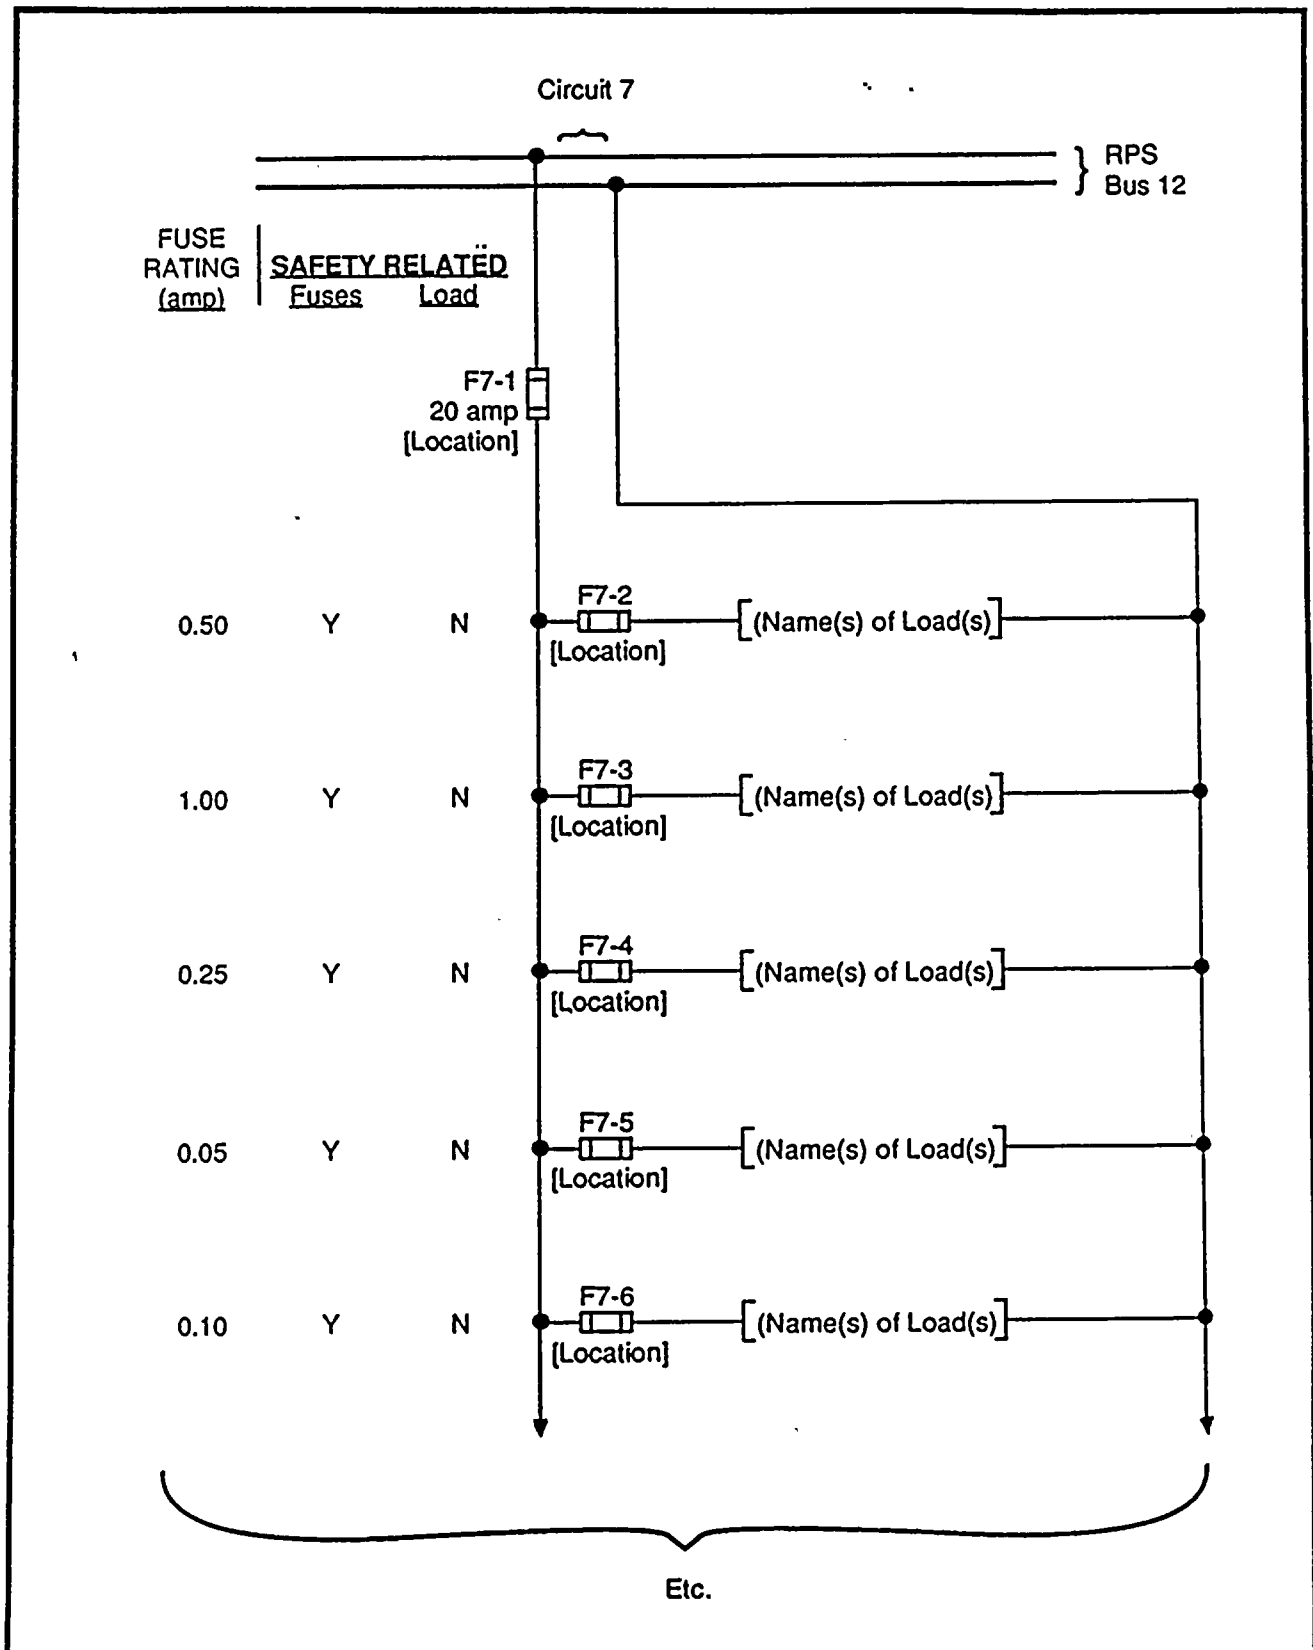 Circuit 7
RPS
Bus 12
FUSE
RATING
(amp)
SAFETY RELATED
Fuses Load
F7-1
20 amp
[Location]
0.50 Y N F7-2 [(Name(s) of Load(s)]
[Location]
1.00 Y N F7-3 [(Name(s) of Load(s)]
[Location]
0.25 Y N F7-4 [(Name(s) of Load(s)]
[Location]
0.05 Y N F7-5 [(Name(s) of Load(s)]
[Location]
0.10 Y N F7-6 [(Name(s) of Load(s)]
[Location]
Etc.